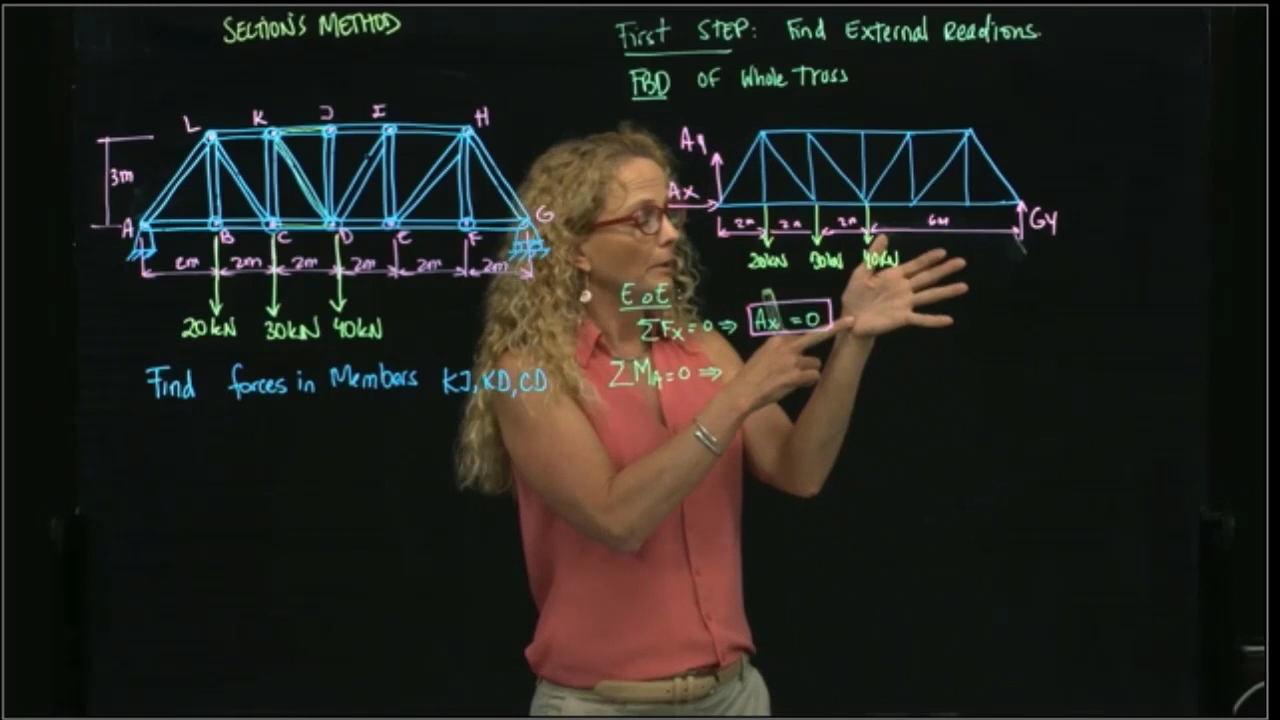 SECTIONS METHOD
L K J I H
3m
A B C D E F G
2m 2m 2m 2m 2m 2m
20kN 30kN 40kN
Find forces in Members KJ, KD, CD
First STEP: Find External Reactions.
FBD of Whole Truss
Ay
Ax
2m 2m 2m 6m
Gy
20kN 30kN 40kN
E o E:
ΣFx = 0 ⇒ Ax = 0
ΣMA = 0 ⇒